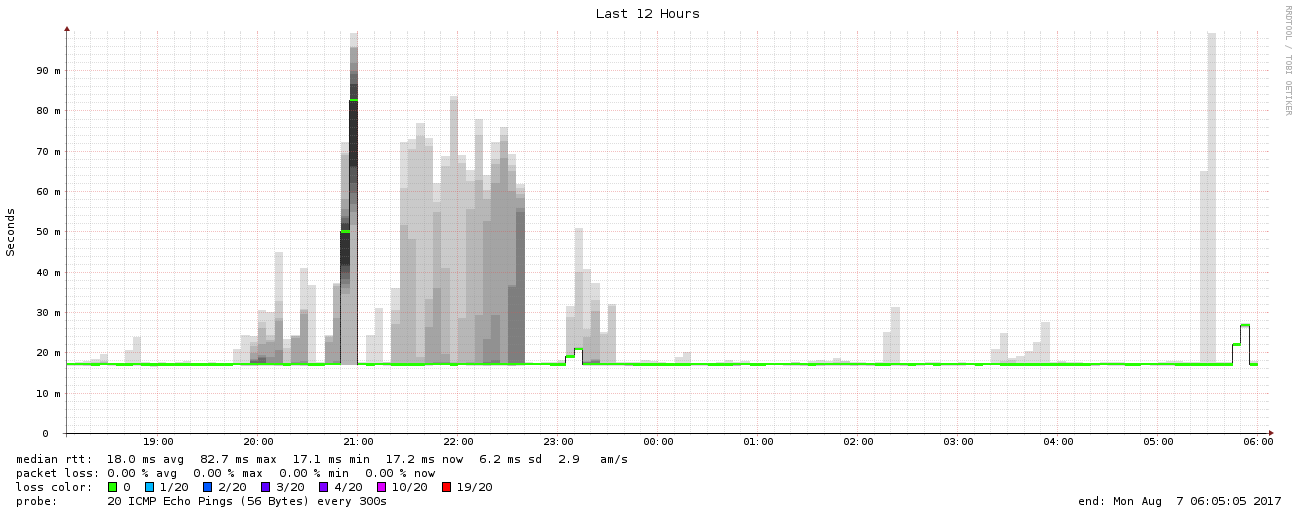 Last 12 Hours
RRDTOOL / TOBI OETIKER
Seconds
90 m
80 m
70 m
60 m
50 m
40 m
30 m
20 m
10 m
0
19:00 20:00 21:00 22:00 23:00 00:00 01:00 02:00 03:00 04:00 05:00 06:00
median rtt: 18.0 ms avg 82.7 ms max 17.1 ms min 17.2 ms now 6.2 ms sd 2.9 am/s
packet loss: 0.00 % avg 0.00 % max 0.00 % min 0.00 % now
loss color: 0 1/20 2/20 3/20 4/20 10/20 19/20
probe: 20 ICMP Echo Pings (56 Bytes) every 300s end: Mon Aug 7 06:05:05 2017